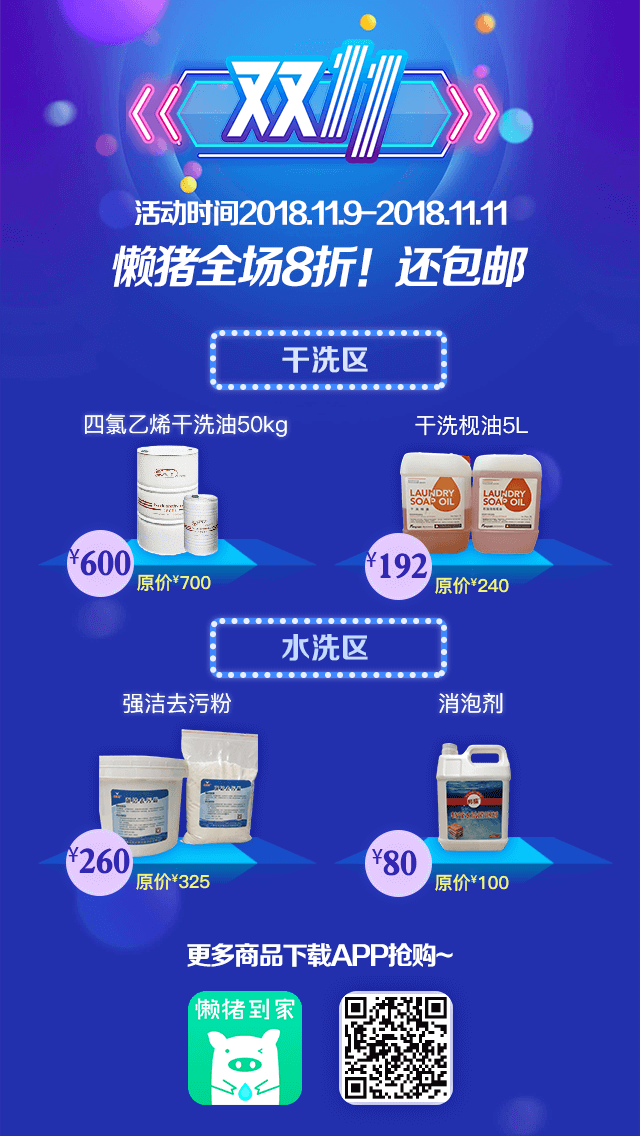 双11
活动时间2018.11.9-2018.11.11
懒猪全场8折！还包邮
干洗区
四氯乙烯干洗油50kg
干洗枧油5L
LAUNDRY
SOAP OIL
LAUNDRY
SOAP OIL
¥600
原价¥700
¥192
原价¥240
水洗区
强洁去污粉
消泡剂
¥260
原价¥325
¥80
原价¥100
更多商品下载APP抢购~
懒猪到家